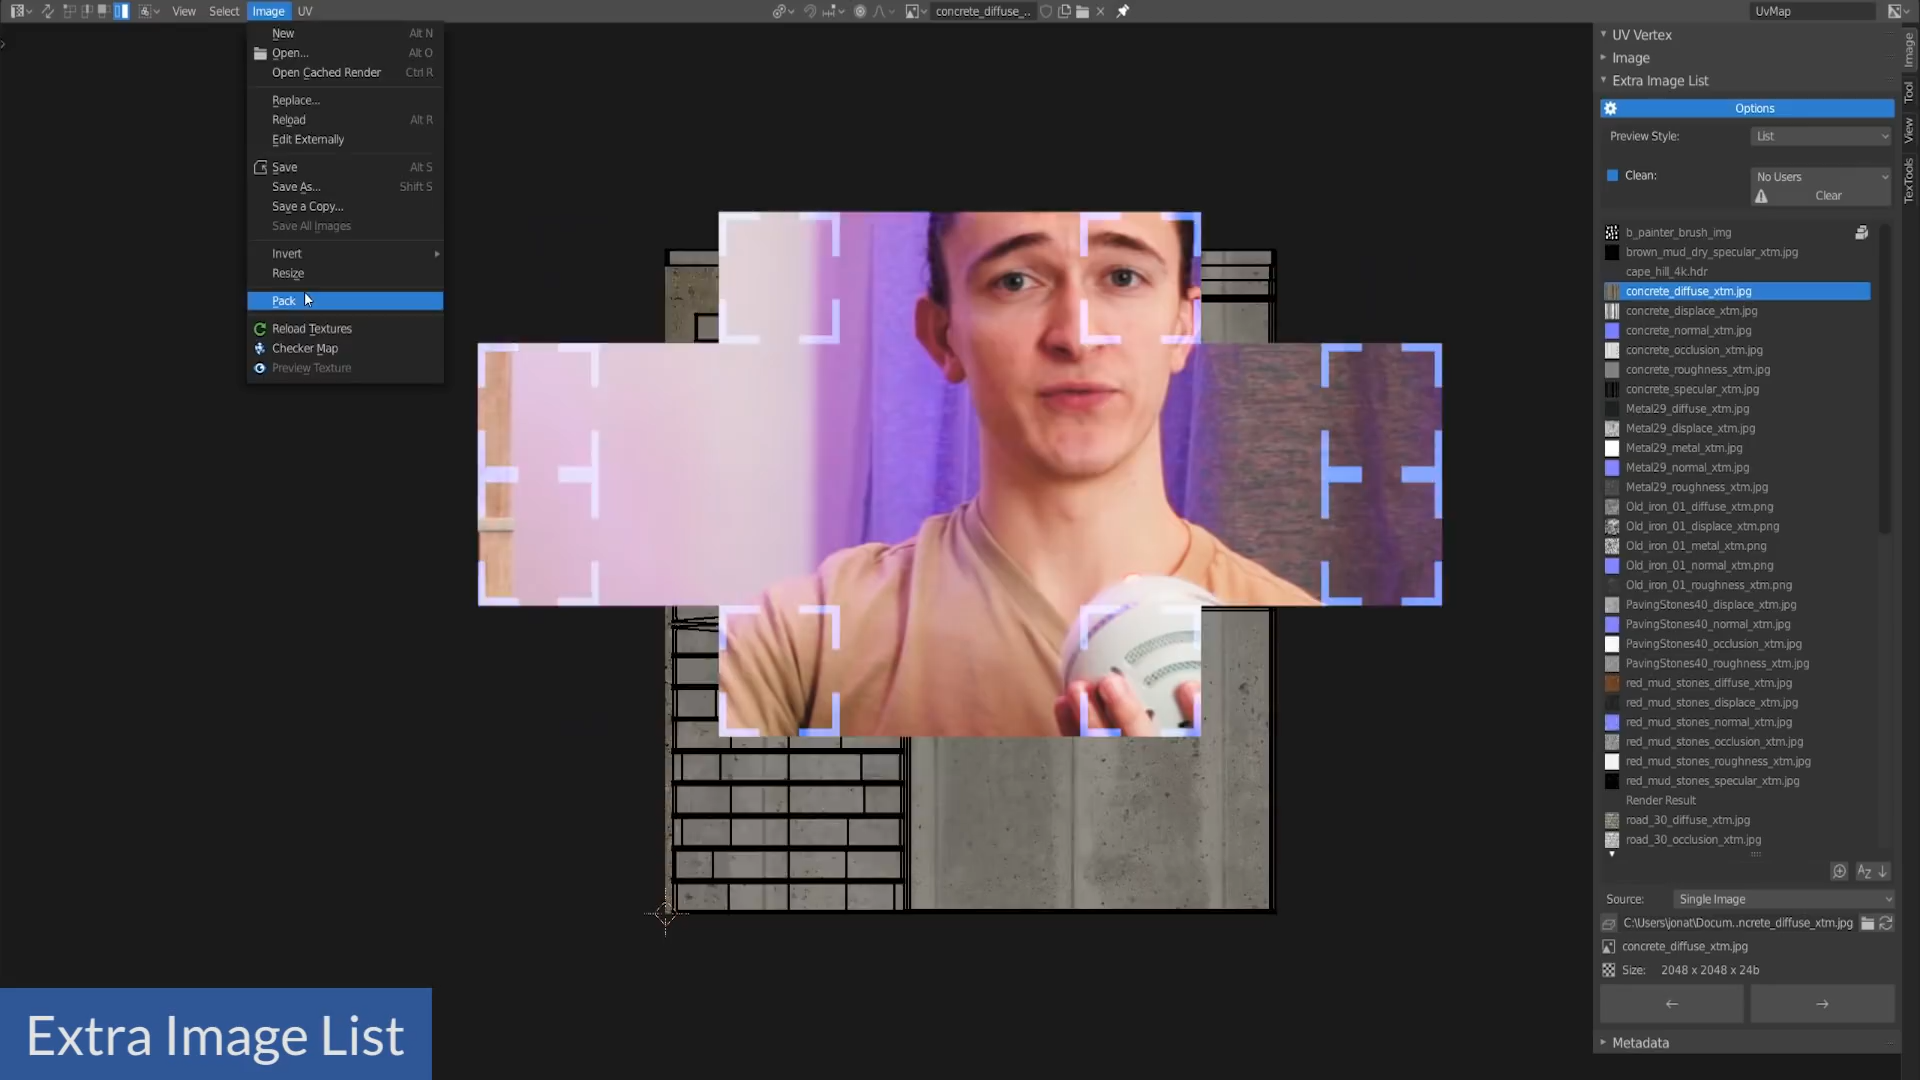 View
Select
Image
UV
concrete_diffuse_..
UvMap
New Alt N
Open... Alt O
Open Cached Render Ctrl R
Replace...
Reload Alt R
Edit Externally
Save Alt S
Save As... Shift S
Save a Copy...
Save All Images
Invert
Resize
Pack
Reload Textures
Checker Map
Preview Texture
UV Vertex
Image
Extra Image List
Options
Preview Style: List
Clean: No Users
Clear
b_painter_brush_img
brown_mud_dry_specular_xtm.jpg
cape_hill_4k.hdr
concrete_diffuse_xtm.jpg
concrete_displace_xtm.jpg
concrete_normal_xtm.jpg
concrete_occlusion_xtm.jpg
concrete_roughness_xtm.jpg
concrete_specular_xtm.jpg
Metal29_diffuse_xtm.jpg
Metal29_displace_xtm.jpg
Metal29_metal_xtm.jpg
Metal29_normal_xtm.jpg
Metal29_roughness_xtm.jpg
Old_iron_01_diffuse_xtm.png
Old_iron_01_displace_xtm.png
Old_iron_01_metal_xtm.png
Old_iron_01_normal_xtm.png
Old_iron_01_roughness_xtm.png
PavingStones40_displace_xtm.jpg
PavingStones40_normal_xtm.jpg
PavingStones40_occlusion_xtm.jpg
PavingStones40_roughness_xtm.jpg
red_mud_stones_diffuse_xtm.jpg
red_mud_stones_displace_xtm.jpg
red_mud_stones_normal_xtm.jpg
red_mud_stones_occlusion_xtm.jpg
red_mud_stones_roughness_xtm.jpg
red_mud_stones_specular_xtm.jpg
Render Result
road_30_diffuse_xtm.jpg
road_30_occlusion_xtm.jpg
Source: Single Image
C:\Users\jonat\Docum..ncrete_diffuse_xtm.jpg
concrete_diffuse_xtm.jpg
Size: 2048 x 2048 x 24b
Metadata
Image
Tool
View
TexTools
Extra Image List